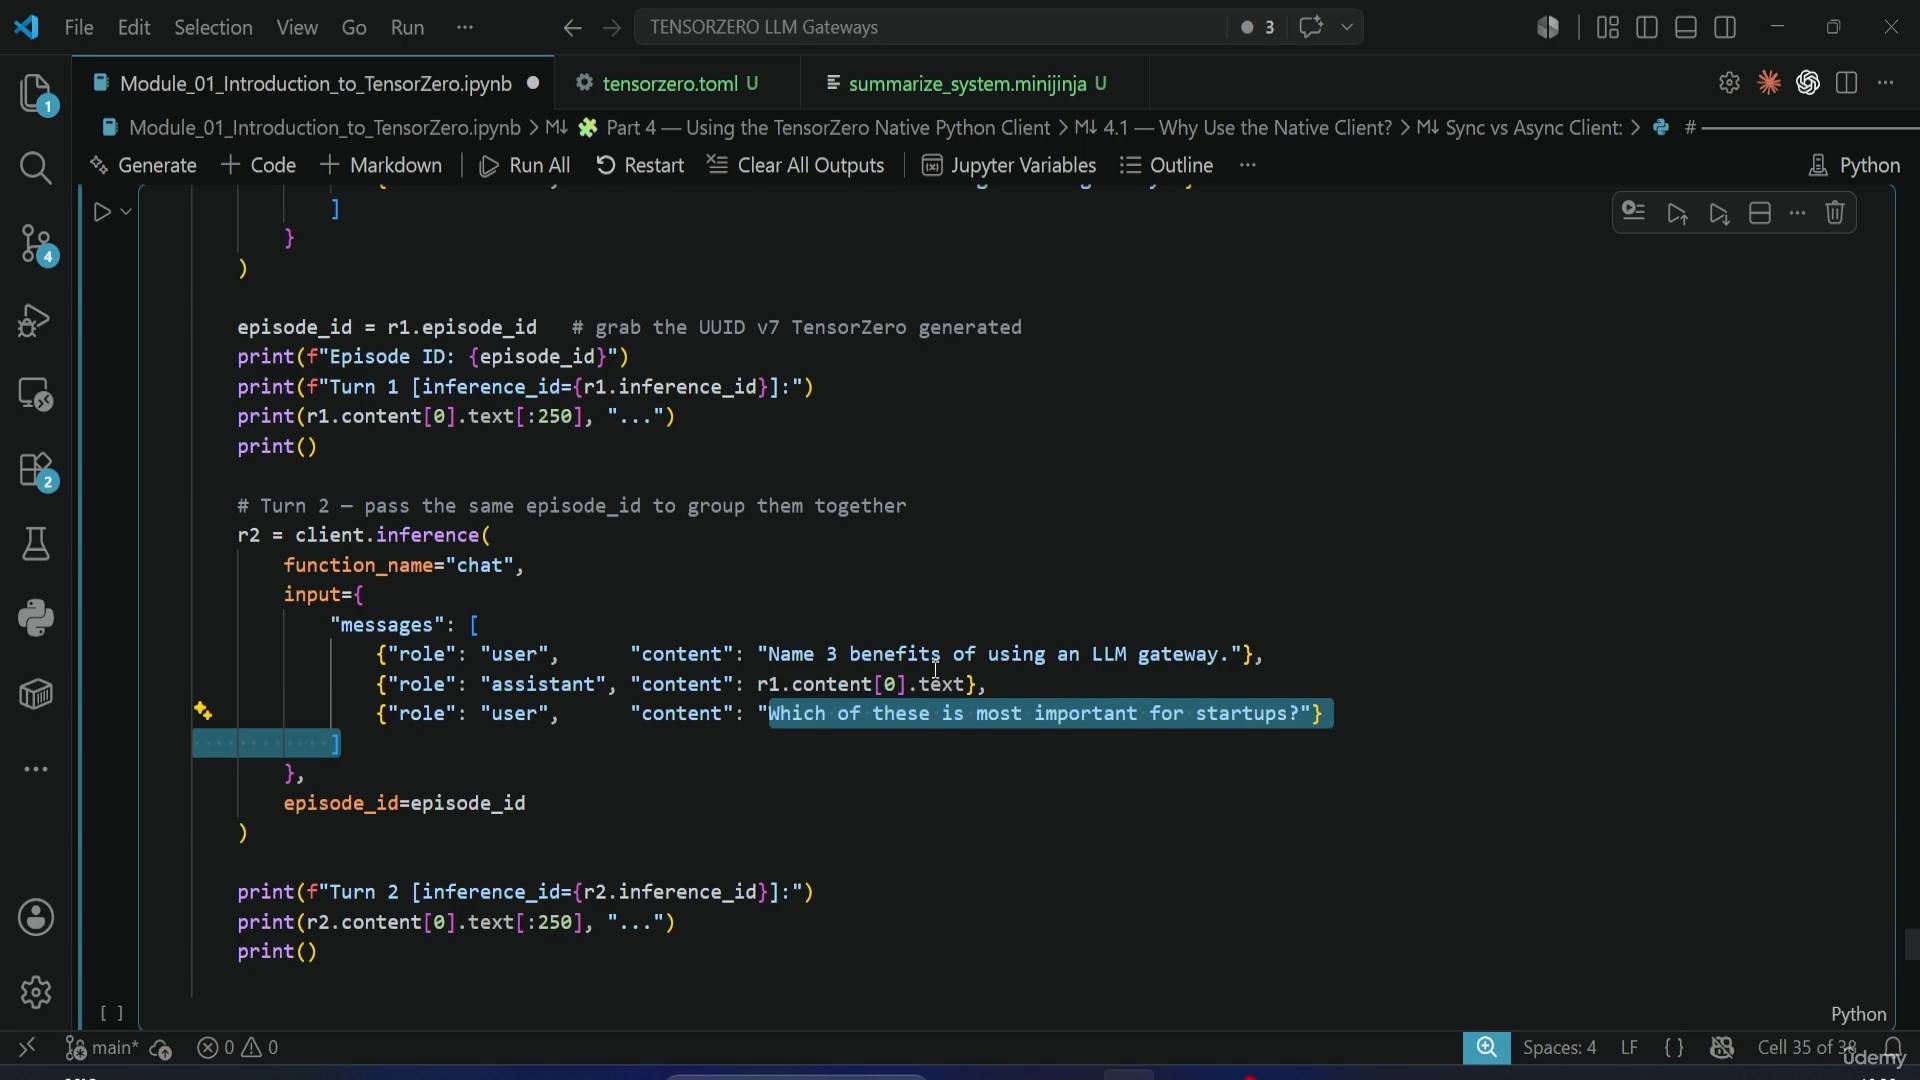 File Edit Selection View Go Run ··· TENSORZERO LLM Gateways 3
Module_01_Introduction_to_TensorZero.ipynb tensorzero.toml U summarize_system.minijinja U
Module_01_Introduction_to_TensorZero.ipynb > M↓ Part 4 — Using the TensorZero Native Python Client > M↓ 4.1 — Why Use the Native Client? > M↓ Sync vs Async Client: > #
Generate + Code + Markdown Run All Restart Clear All Outputs Jupyter Variables Outline ··· Python
]
}
)
episode_id = r1.episode_id   # grab the UUID v7 TensorZero generated
print(f"Episode ID: {episode_id}")
print(f"Turn 1 [inference_id={r1.inference_id}]:")
print(r1.content[0].text[:250], "...")
print()
# Turn 2 — pass the same episode_id to group them together
r2 = client.inference(
function_name="chat",
input={
"messages": [
{"role": "user",      "content": "Name 3 benefits of using an LLM gateway."},
{"role": "assistant", "content": r1.content[0].text},
{"role": "user",      "content": "Which of these is most important for startups?"}
]
},
episode_id=episode_id
)
print(f"Turn 2 [inference_id={r2.inference_id}]:")
print(r2.content[0].text[:250], "...")
print()
[ ] Python
main* 0 0 Spaces: 4 LF { } Cell 35 of 38
udemy
1
4
2